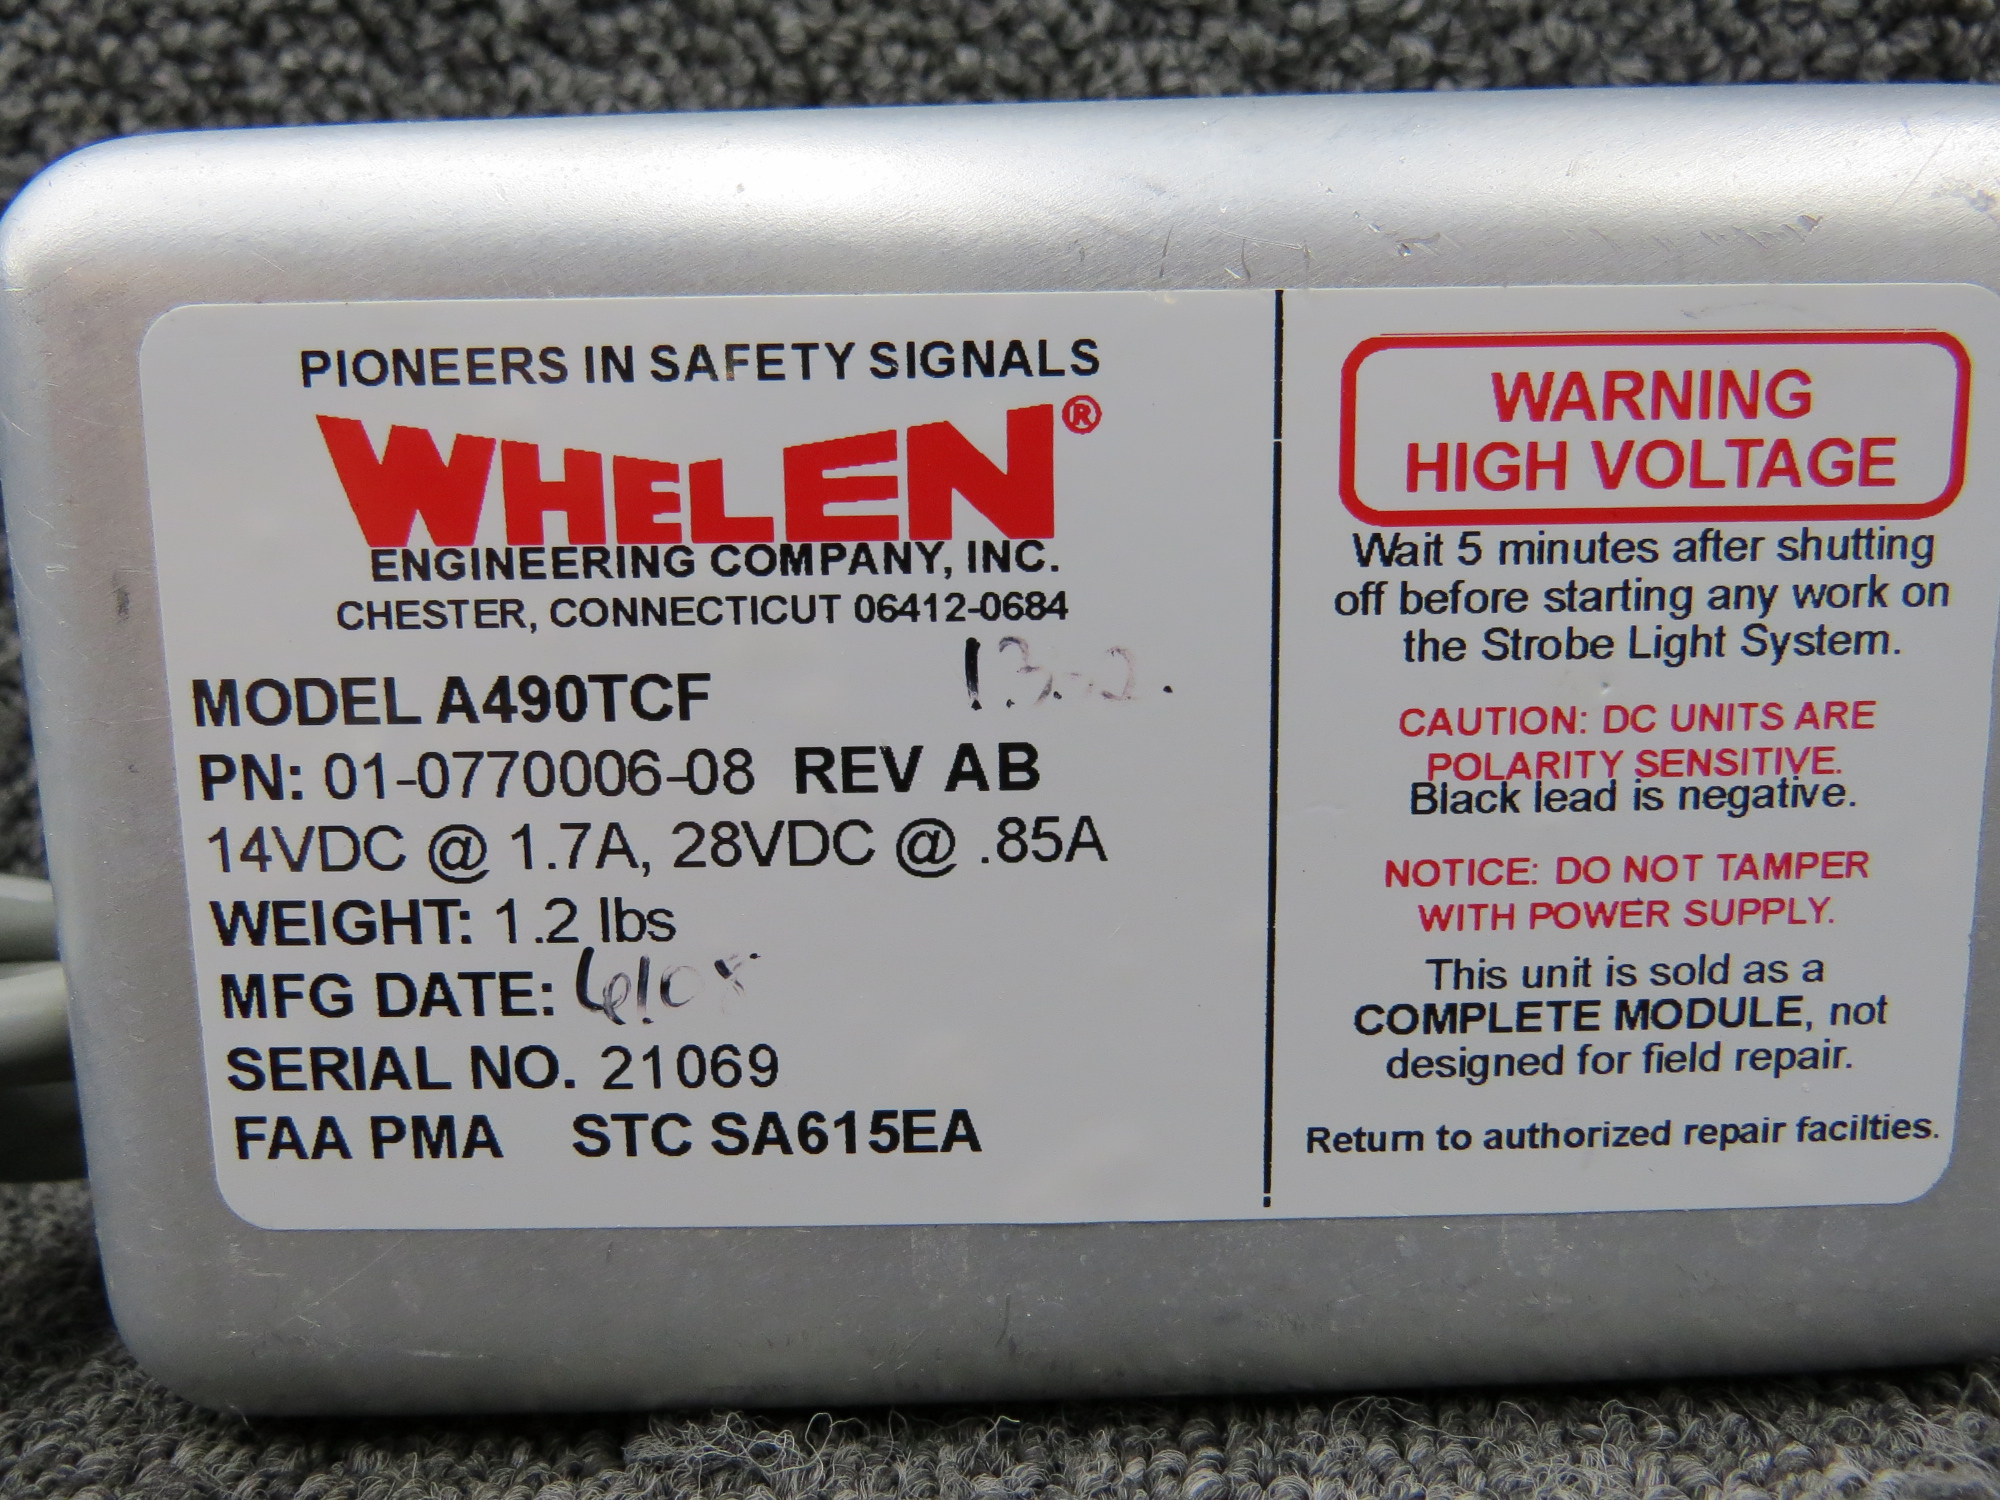 PIONEERS IN SAFETY SIGNALS
WHELEN®
ENGINEERING COMPANY, INC.
CHESTER, CONNECTICUT 06412-0684
13-2.
MODEL A490TCF
PN: 01-0770006-08 REV AB
14VDC @ 1.7A, 28VDC @ .85A
WEIGHT: 1.2 lbs
MFG DATE:
SERIAL NO. 21069
FAA PMA STC SA615EA
WARNING
HIGH VOLTAGE
Wait 5 minutes after shutting
off before starting any work on
the Strobe Light System.
CAUTION: DC UNITS ARE
POLARITY SENSITIVE.
Black lead is negative.
NOTICE: DO NOT TAMPER
WITH POWER SUPPLY.
This unit is sold as a
COMPLETE MODULE, not
designed for field repair.
Return to authorized repair facilties.